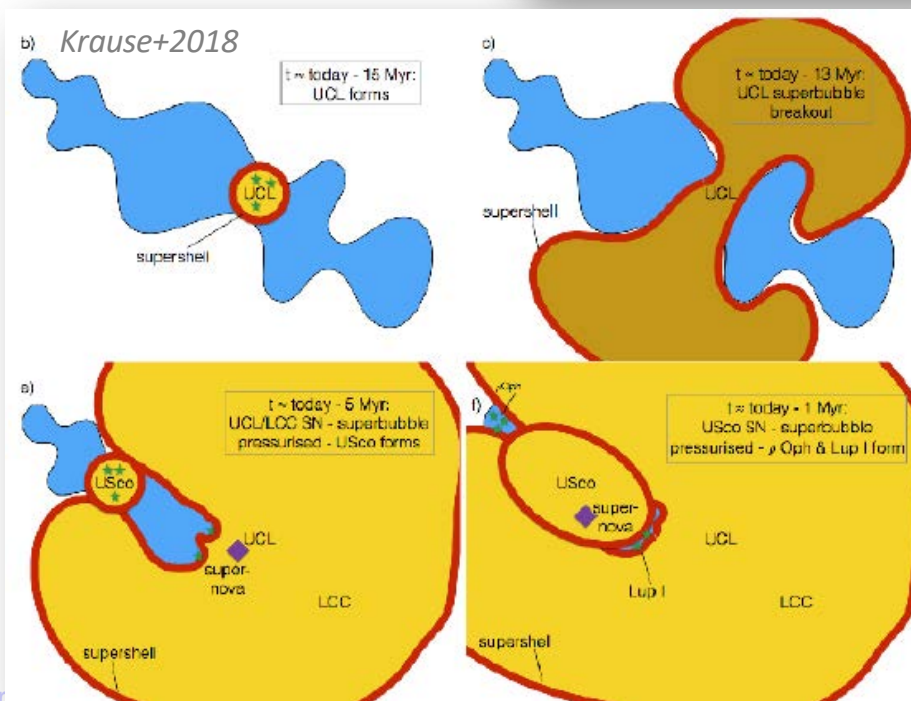 b)
Krause+2018
t ≈ today - 15 Myr:
UCL forms
UCL
supershell
c)
t ≈ today - 13 Myr:
UCL superbubble
breakout
UCL
supershell
e)
t ≈ today - 5 Myr:
UCL/LCC SN - superbubble
pressurised - USco forms
USco
UCL
super-
nova
LCC
supershell
f)
ρOph
t ≈ today - 1 Myr:
USco SN - superbubble
pressurised - ρ Oph & Lup I form
USco
super-
nova
UCL
Lup I
LCC
supershell